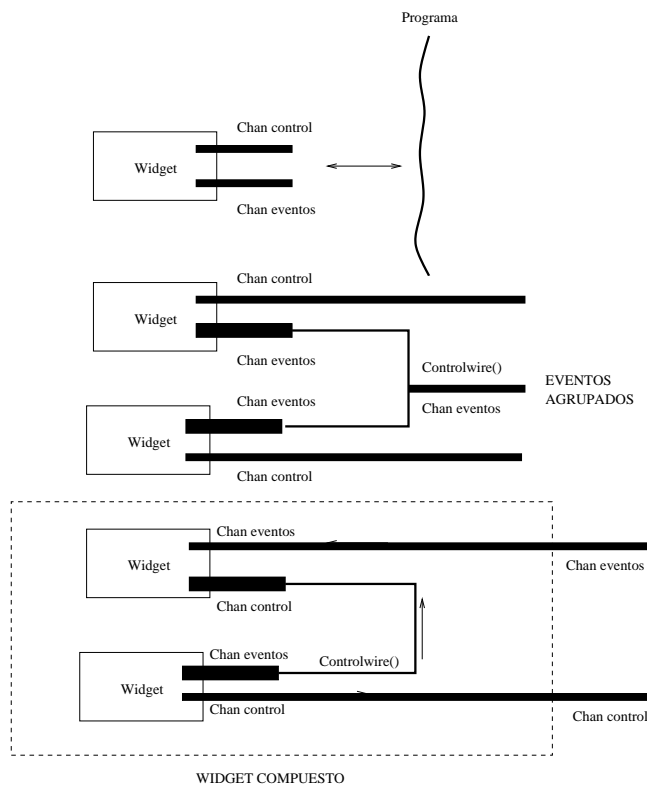 Programa
Chan control
Widget
Chan eventos
Chan control
Widget
Chan eventos
Controlwire()
EVENTOS
AGRUPADOS
Chan eventos
Chan eventos
Widget
Chan control
Chan eventos
Widget
Chan eventos
Chan control
Chan eventos
Controlwire()
Widget
Chan control
Chan control
WIDGET COMPUESTO